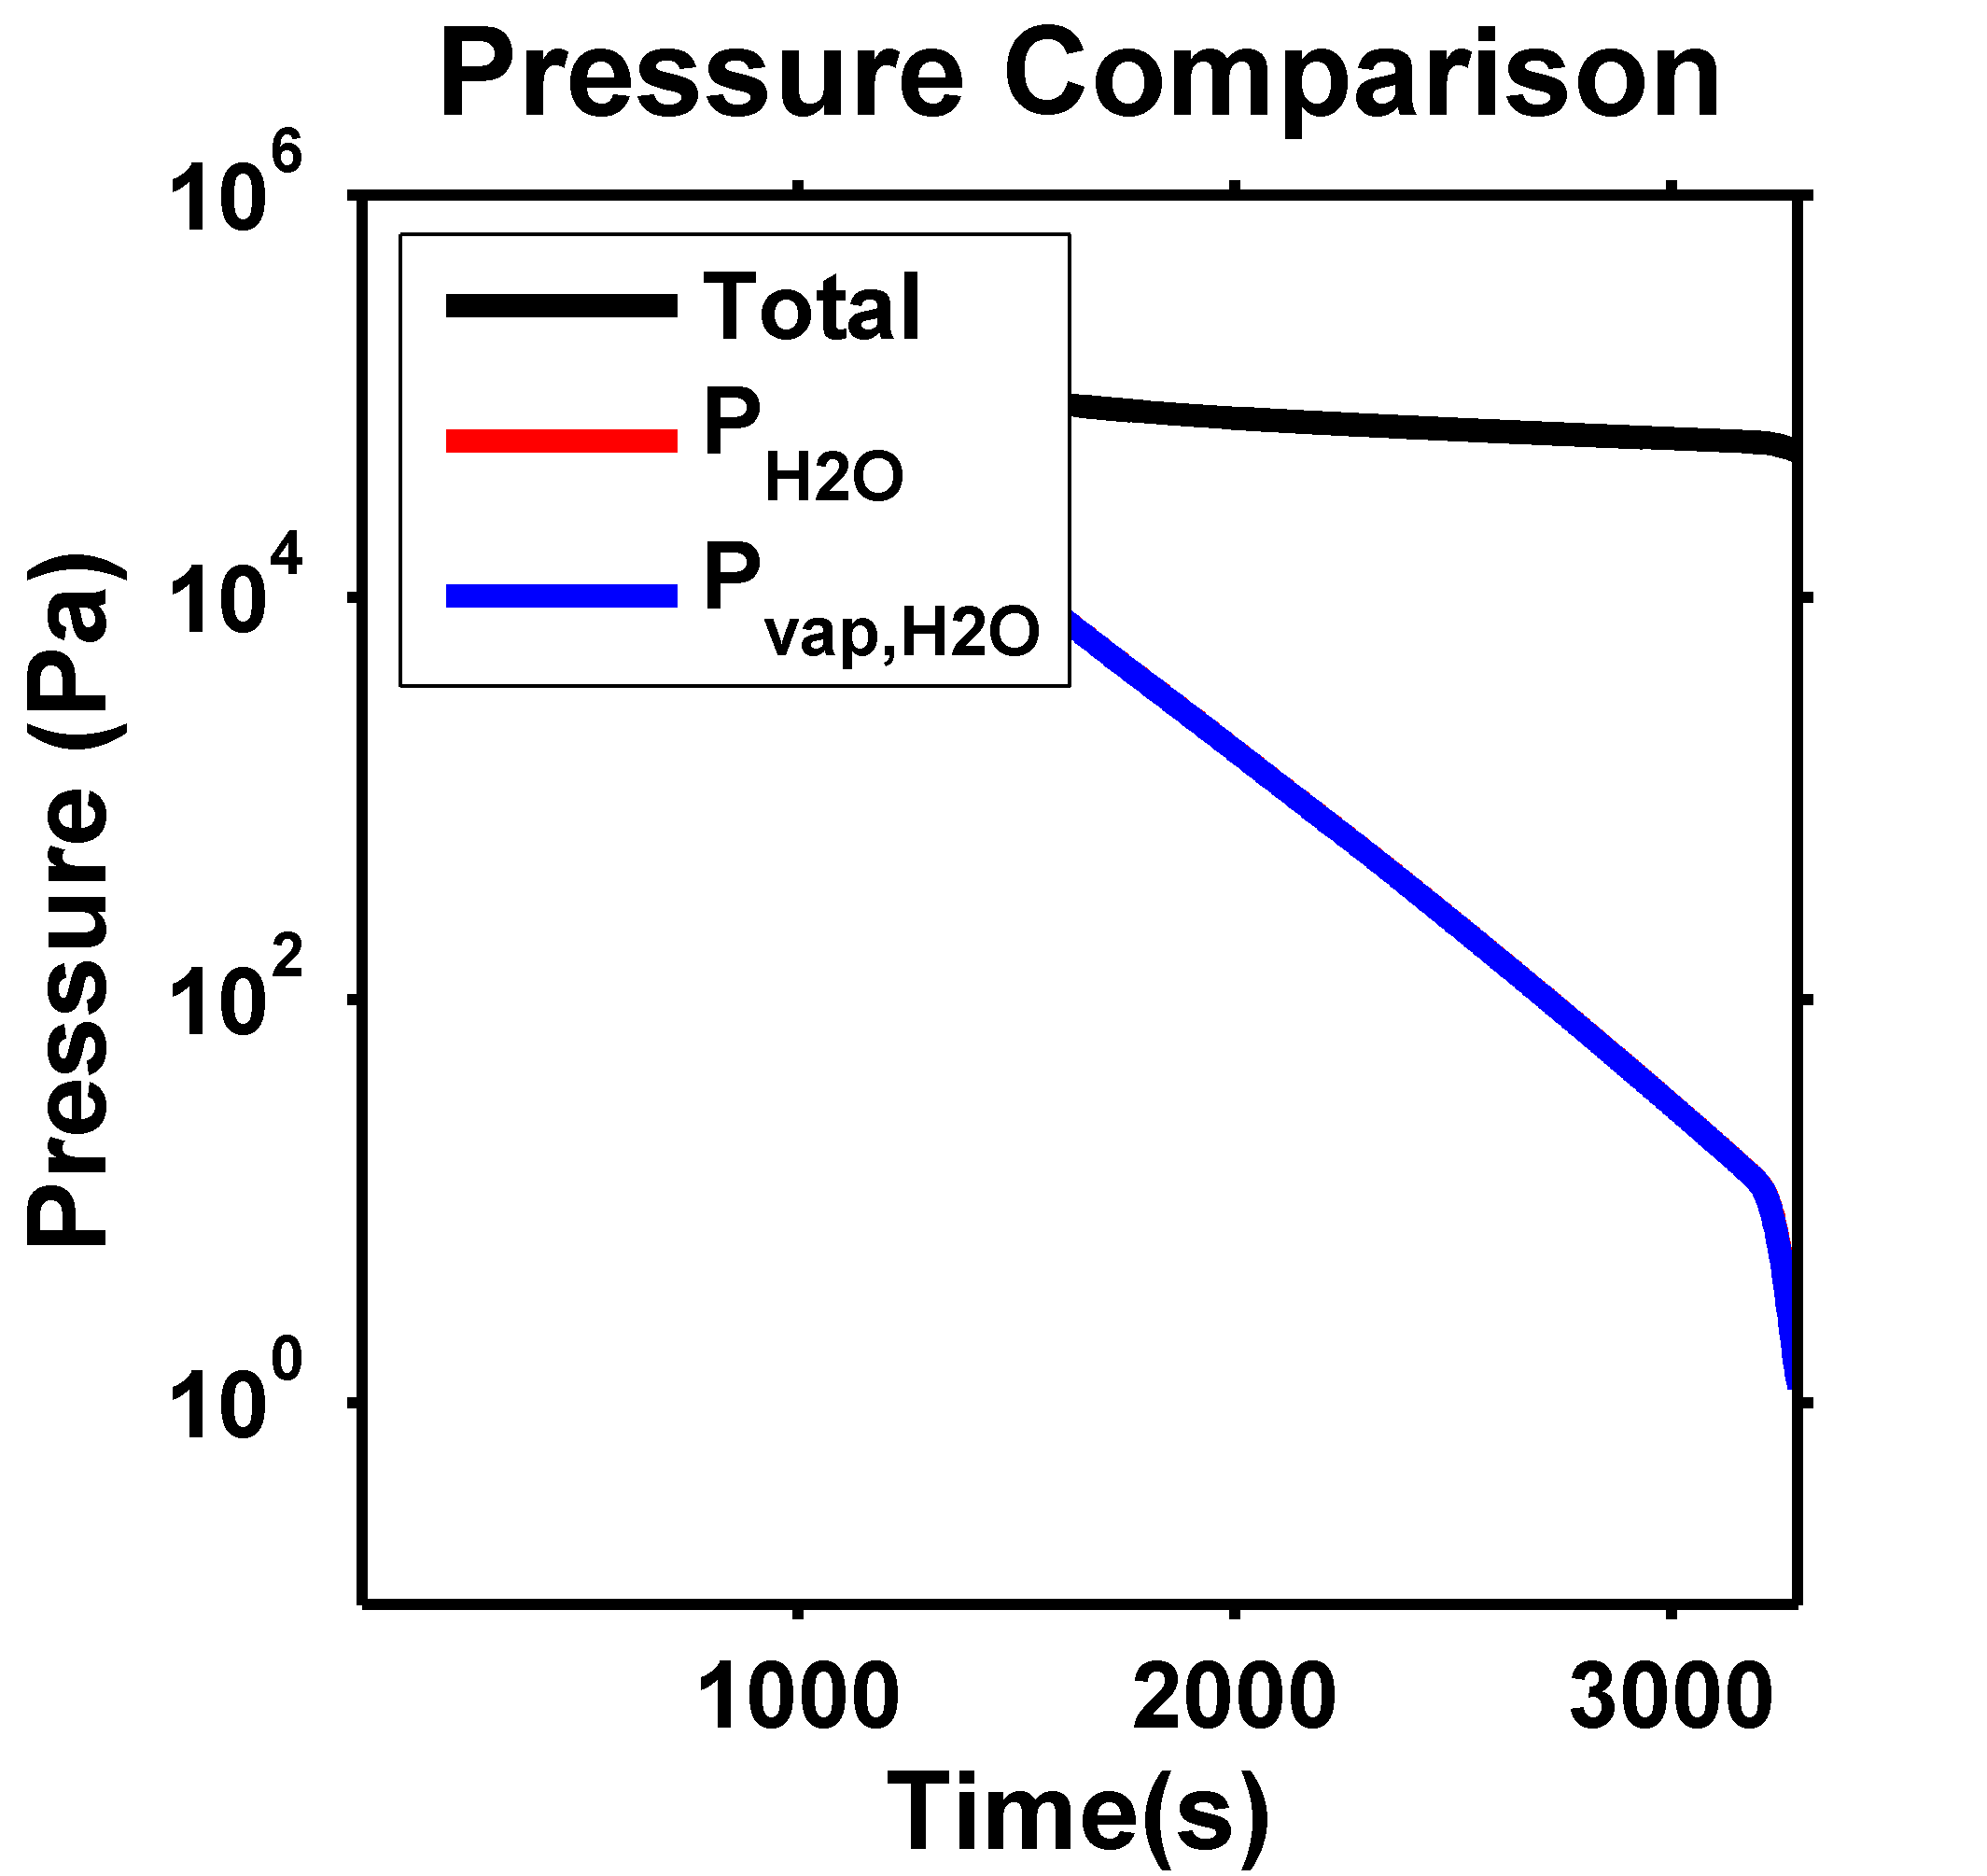 Pressure Comparison
10^6
Total
P_H2O
P_vap,H2O
10^4
10^2
10^0
Pressure (Pa)
1000 2000 3000
Time(s)